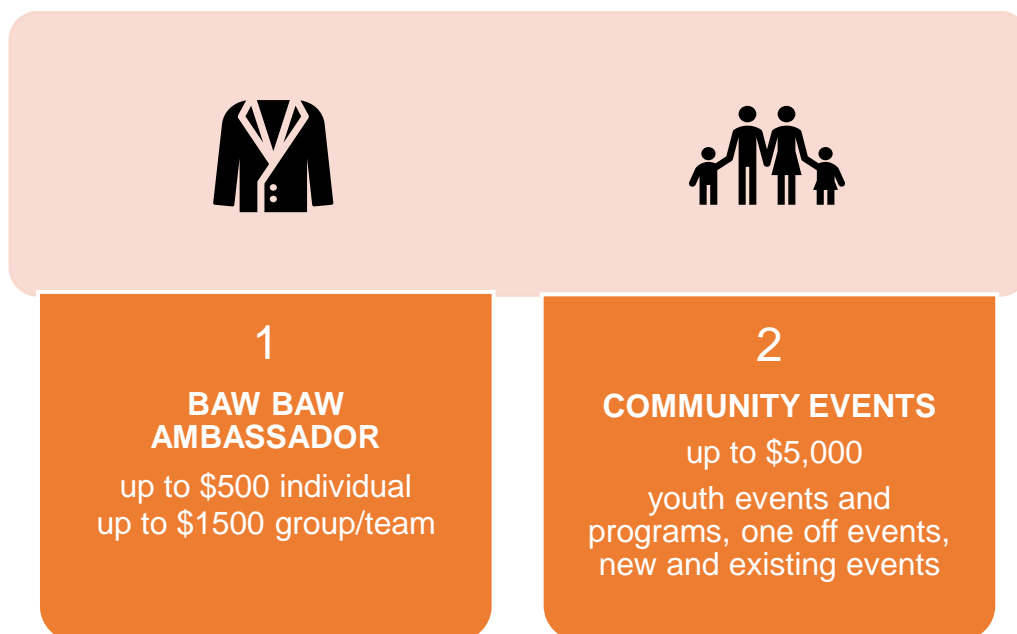 1
BAW BAW
AMBASSADOR
up to $500 individual
up to $1500 group/team
2
COMMUNITY EVENTS
up to $5,000
youth events and
programs, one off events,
new and existing events